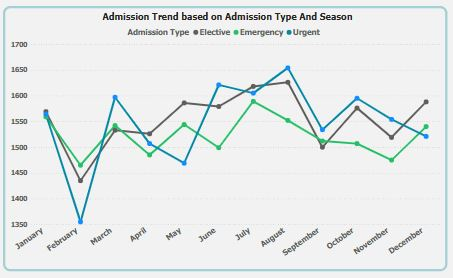 Admission Trend based on Admission Type And Season
Admission Type Elective Emergency Urgent
1700
1650
1600
1550
1500
1450
1400
1350
January
February
March
April
May
June
July
August
September
October
November
December